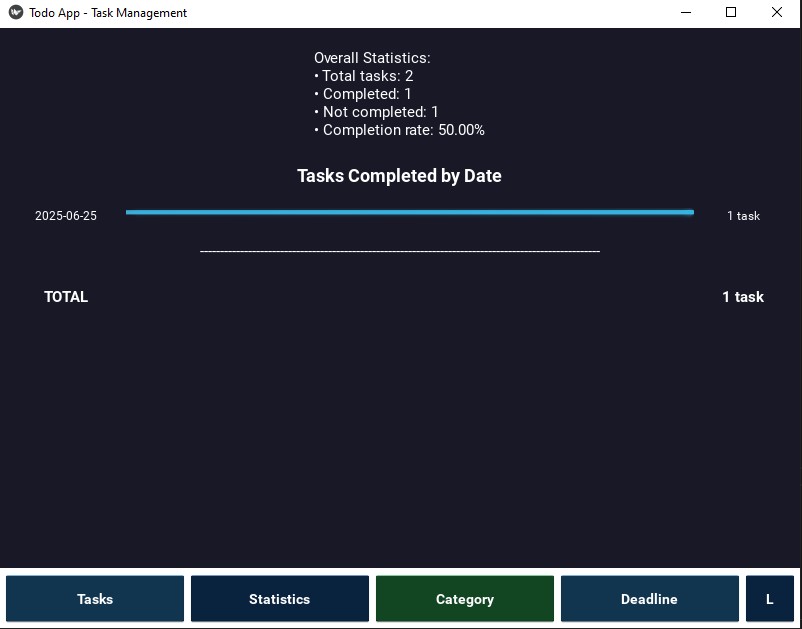 Todo App - Task Management
Overall Statistics:
• Total tasks: 2
• Completed: 1
• Not completed: 1
• Completion rate: 50.00%
Tasks Completed by Date
2025-06-25 1 task
TOTAL 1 task
Tasks Statistics Category Deadline L